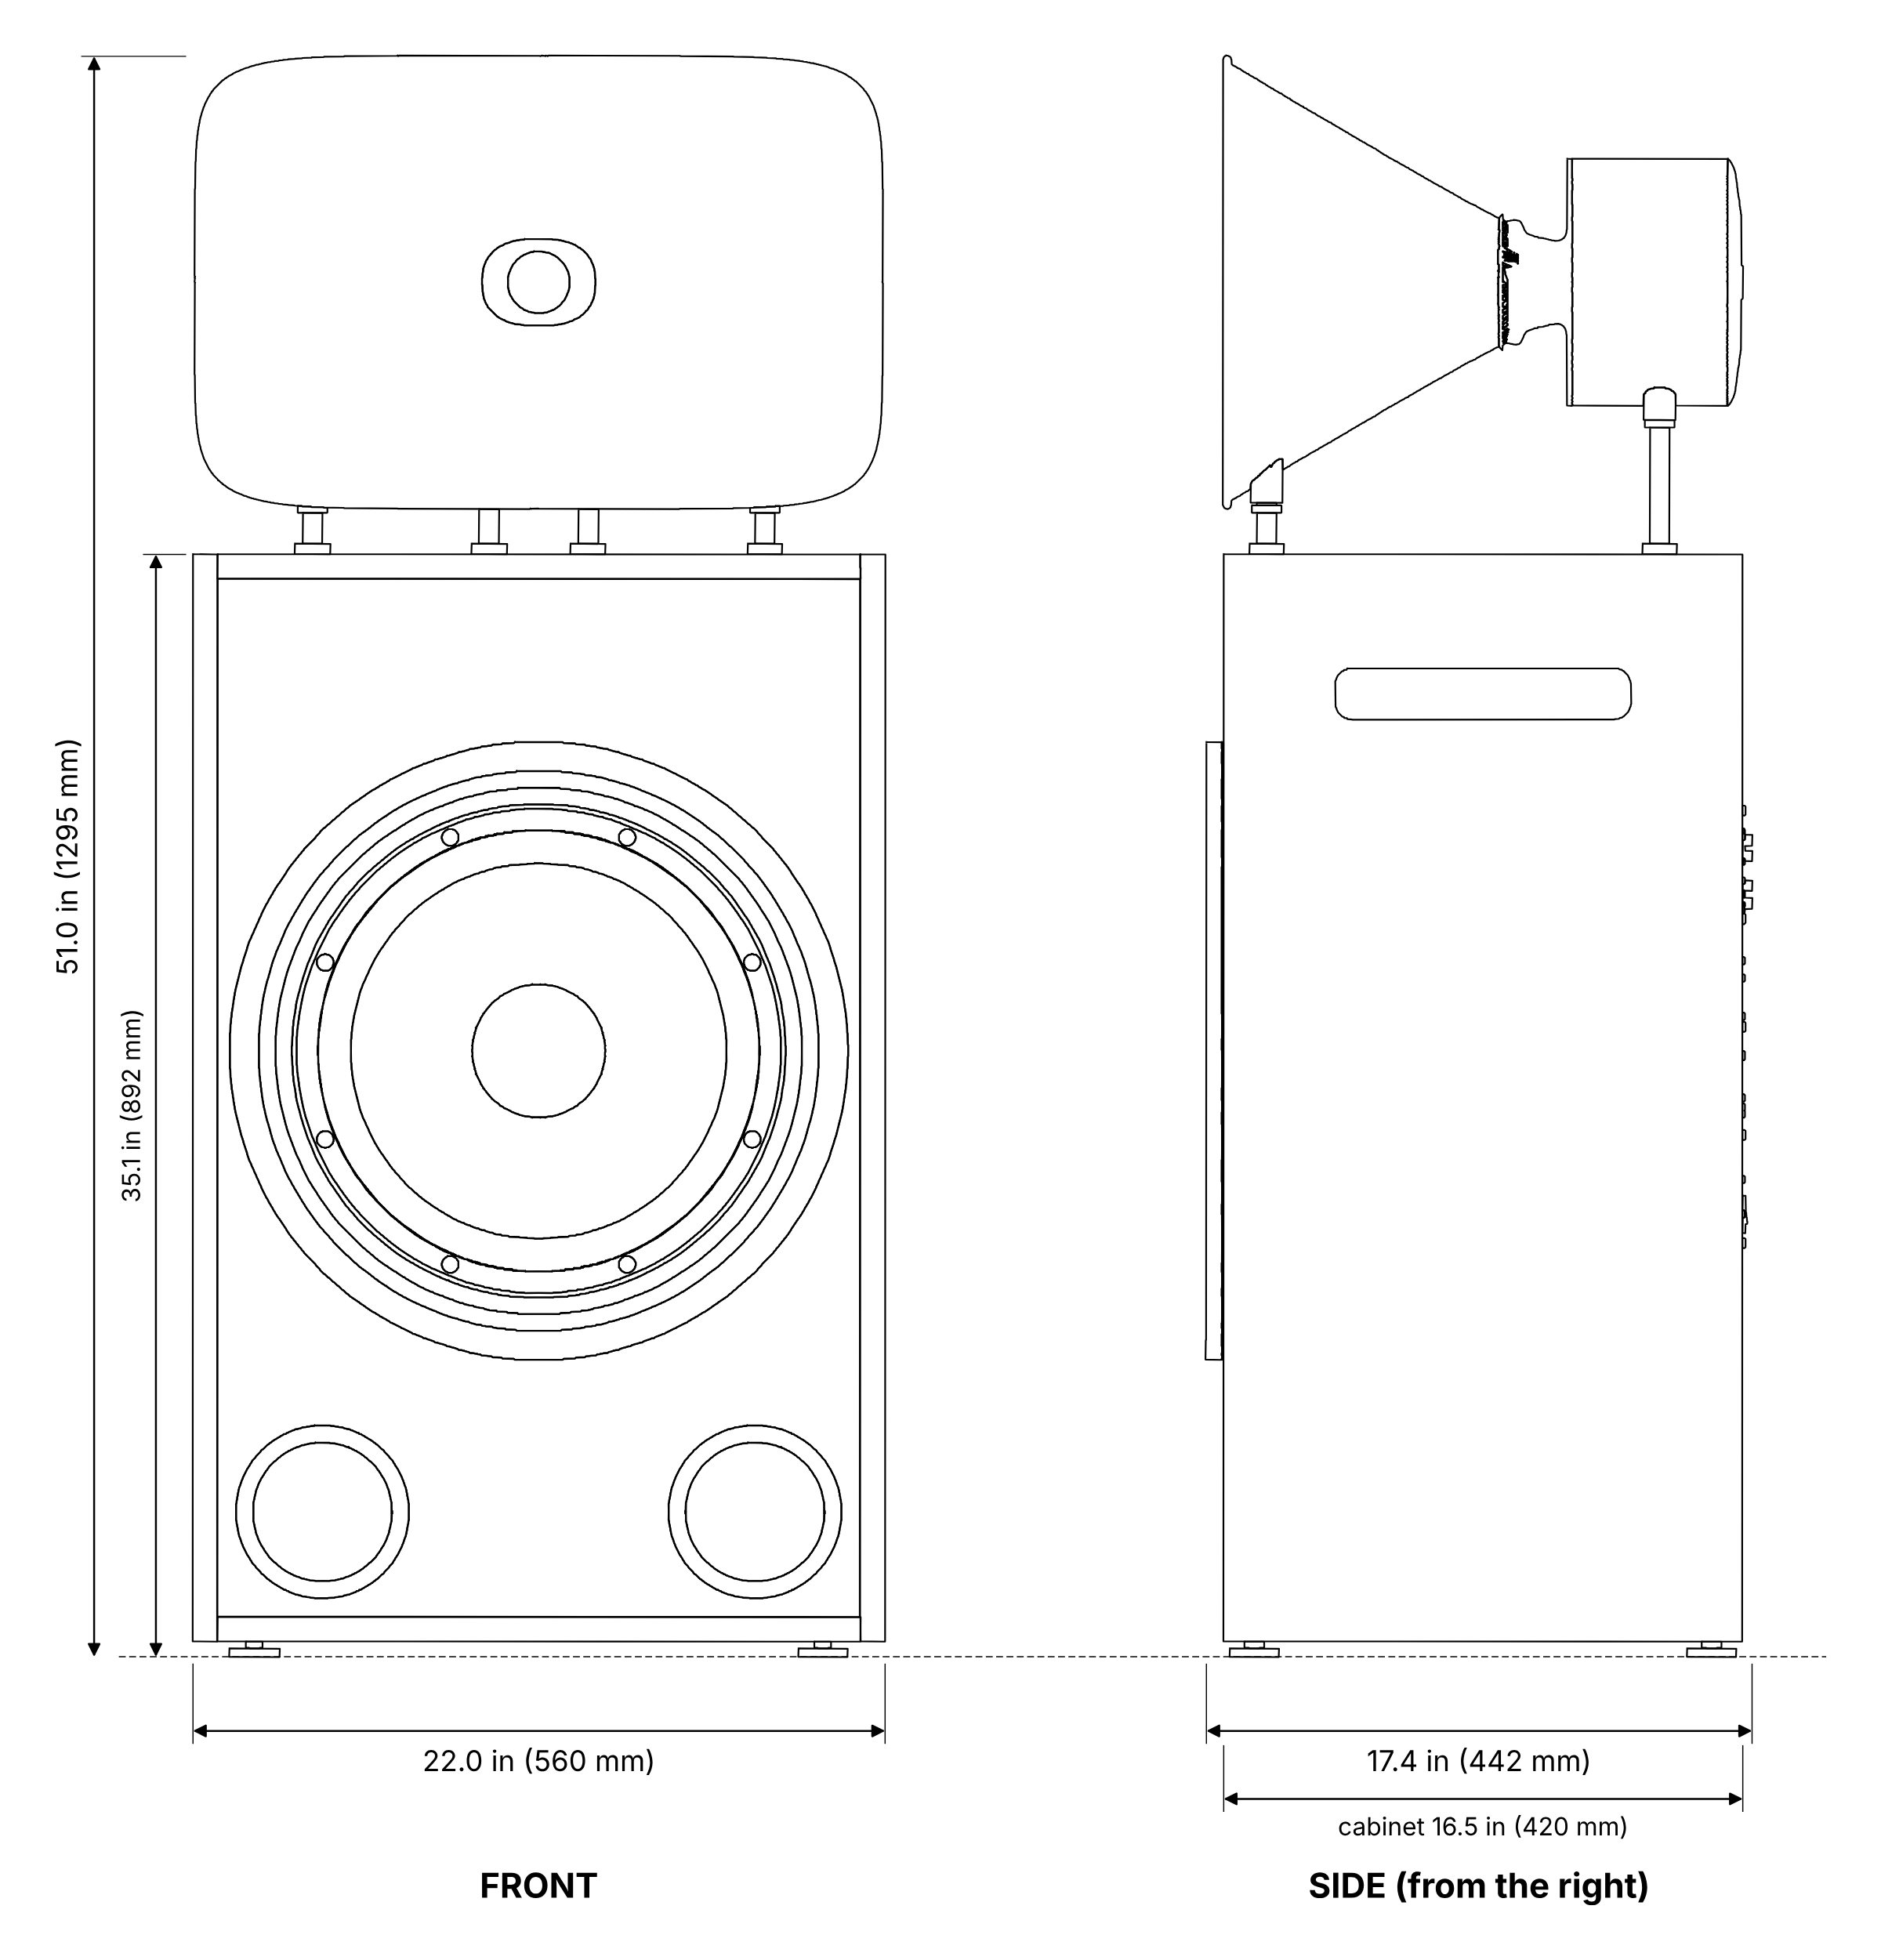 51.0 in (1295 mm)
35.1 in (892 mm)
22.0 in (560 mm)
17.4 in (442 mm)
cabinet 16.5 in (420 mm)
FRONT
SIDE (from the right)